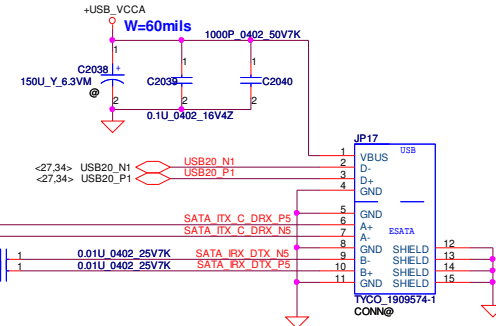 +USB_VCCA
W=60mils
1000P_0402_50V7K
1
1
1
C2038
+
150U_Y_6.3VM
@
C2039
C2040
2
2
2
0.1U_0402_16V4Z
JP17
USB
1 VBUS
<27,34> USB20_N1 USB20_N1 2 D-
<27,34> USB20_P1 USB20_P1 3 D+
4 GND
5 GND
ESATA
SATA_ITX_C_DRX_P5 6 A+
SATA_ITX_C_DRX_N5 7 A-
8 GND SHIELD 12
1 0.01U_0402_25V7K SATA_IRX_DTX_N5 9 B- SHIELD 13
1 0.01U_0402_25V7K SATA_IRX_DTX_P5 10 B+ SHIELD 14
11 GND SHIELD 15
TYCO_1909574-1
CONN@